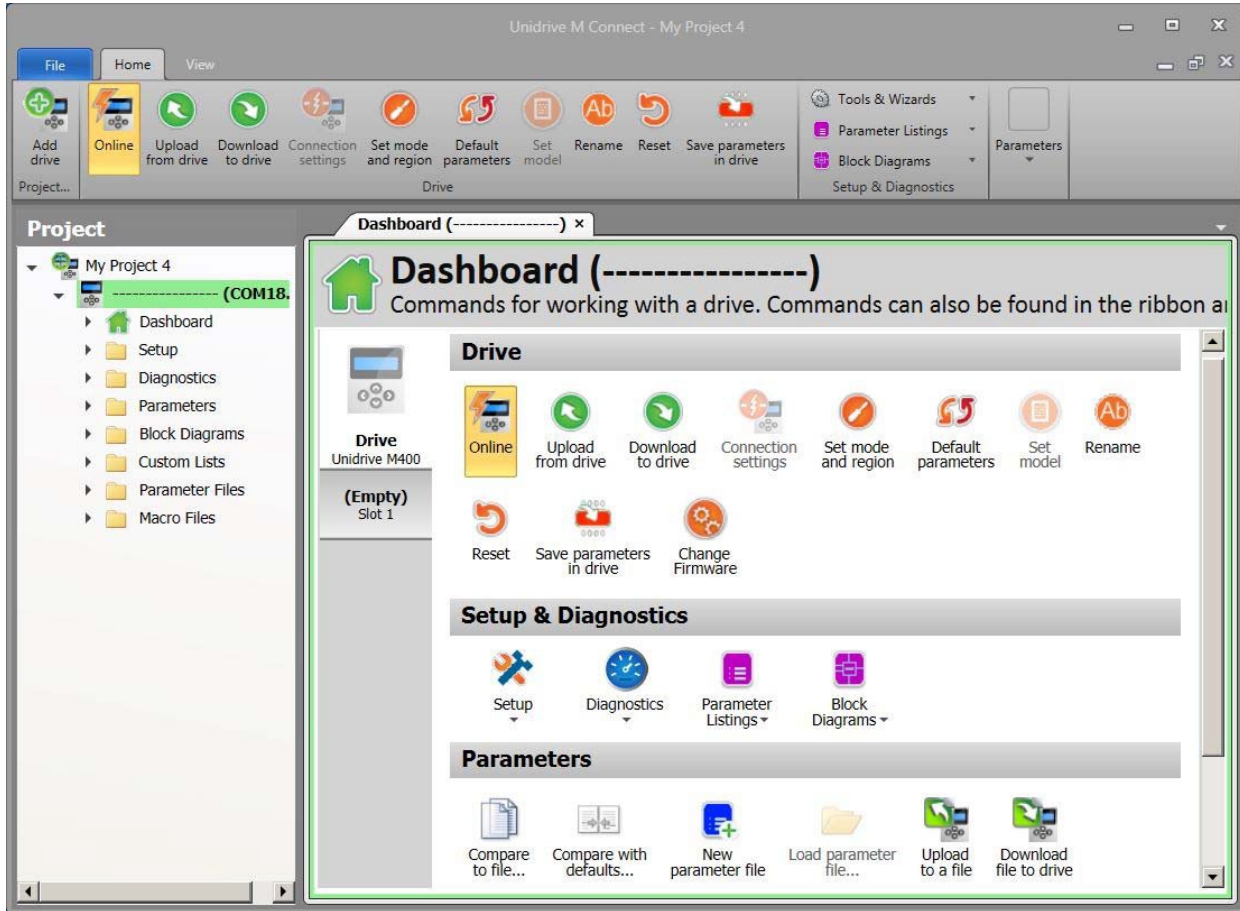 Unidrive M Connect - My Project 4
File Home View
Add drive
Online
Upload from drive
Download to drive
Connection settings
Set mode and region
Default parameters
Set model
Rename
Reset
Save parameters in drive
Tools & Wizards
Parameter Listings
Block Diagrams
Parameters
Project...
Drive
Setup & Diagnostics
Project
My Project 4
---------------- (COM18.
Dashboard
Setup
Diagnostics
Parameters
Block Diagrams
Custom Lists
Parameter Files
Macro Files
Dashboard (----------------) ×
Dashboard (----------------)
Commands for working with a drive. Commands can also be found in the ribbon a
Drive
Unidrive M400
(Empty)
Slot 1
Drive
Online
Upload from drive
Download to drive
Connection settings
Set mode and region
Default parameters
Set model
Rename
Reset
Save parameters in drive
Change Firmware
Setup & Diagnostics
Setup
Diagnostics
Parameter Listings
Block Diagrams
Parameters
Compare to file...
Compare with defaults...
New parameter file
Load parameter file...
Upload to a file
Download file to drive